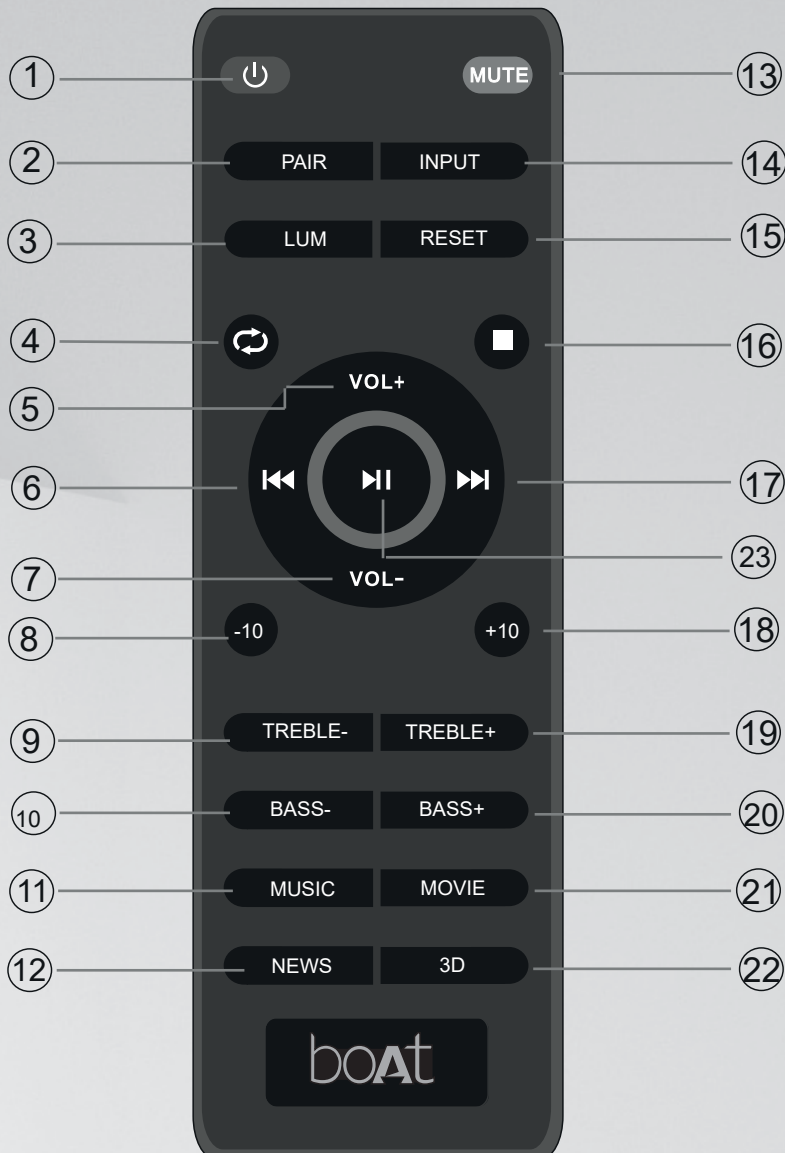 1 MUTE 13
2 PAIR INPUT 14
3 LUM RESET 15
4 16
VOL+
5
6 17
23
7 VOL-
8 -10 +10 18
9 TREBLE- TREBLE+ 19
10 BASS- BASS+ 20
11 MUSIC MOVIE 21
12 NEWS 3D 22
boAt